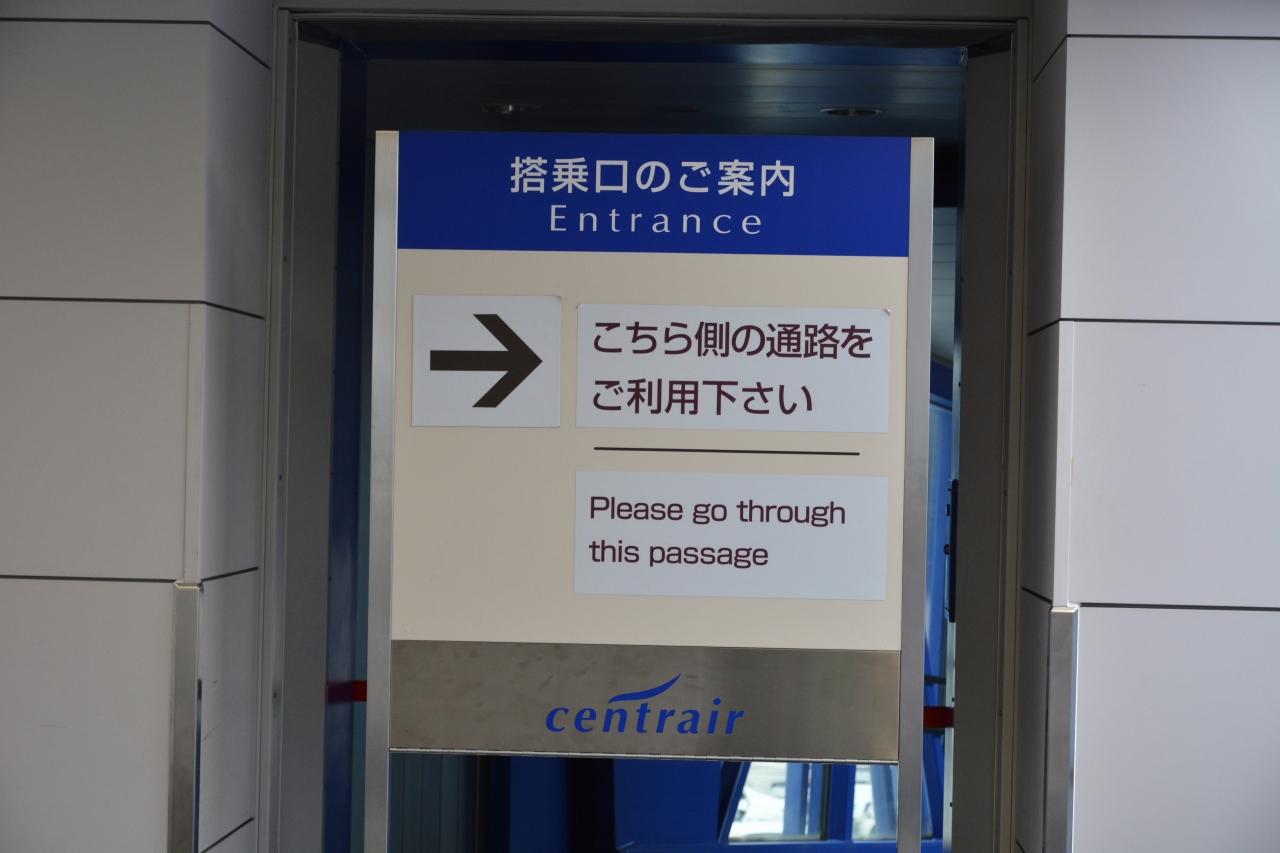 搭乗口のご案内
Entrance
こちら側の通路を
ご利用下さい
Please go through
this passage
centrair